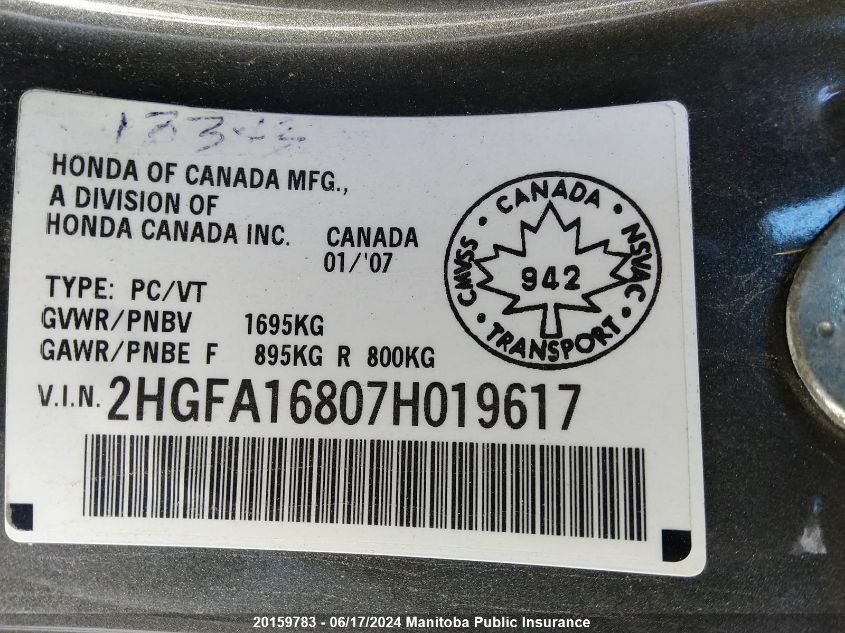 HONDA OF CANADA MFG.,
A DIVISION OF
HONDA CANADA INC. CANADA
01/'07
TYPE: PC/VT
GVWR/PNBV 1695KG
GAWR/PNBE F 895KG R 800KG
V.I.N. 2HGFA16807H019617
CANADA
CMVSS NSVAC
942
TRANSPORT
20159783 - 06/17/2024 Manitoba Public Insurance